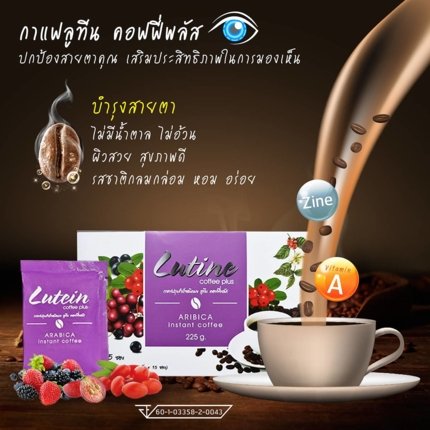 กาแฟลูทีน คอฟฟี่พลัส
ปกป้องสายตาคุณ เสริมประสิทธิภาพในการมองเห็น
บำรุงสายตา
ไม่มีน้ำตาล ไม่อ้วน
ผิวสวย สุขภาพดี
รสชาติกลมกล่อม หอม อร่อย
Zine
Vitamin
A
Lutine
coffee plus
ARIBICA
Instant coffee
225 g.
Lutein
coffee plus
ARABICA
Instant coffee
60-1-03358-2-0043